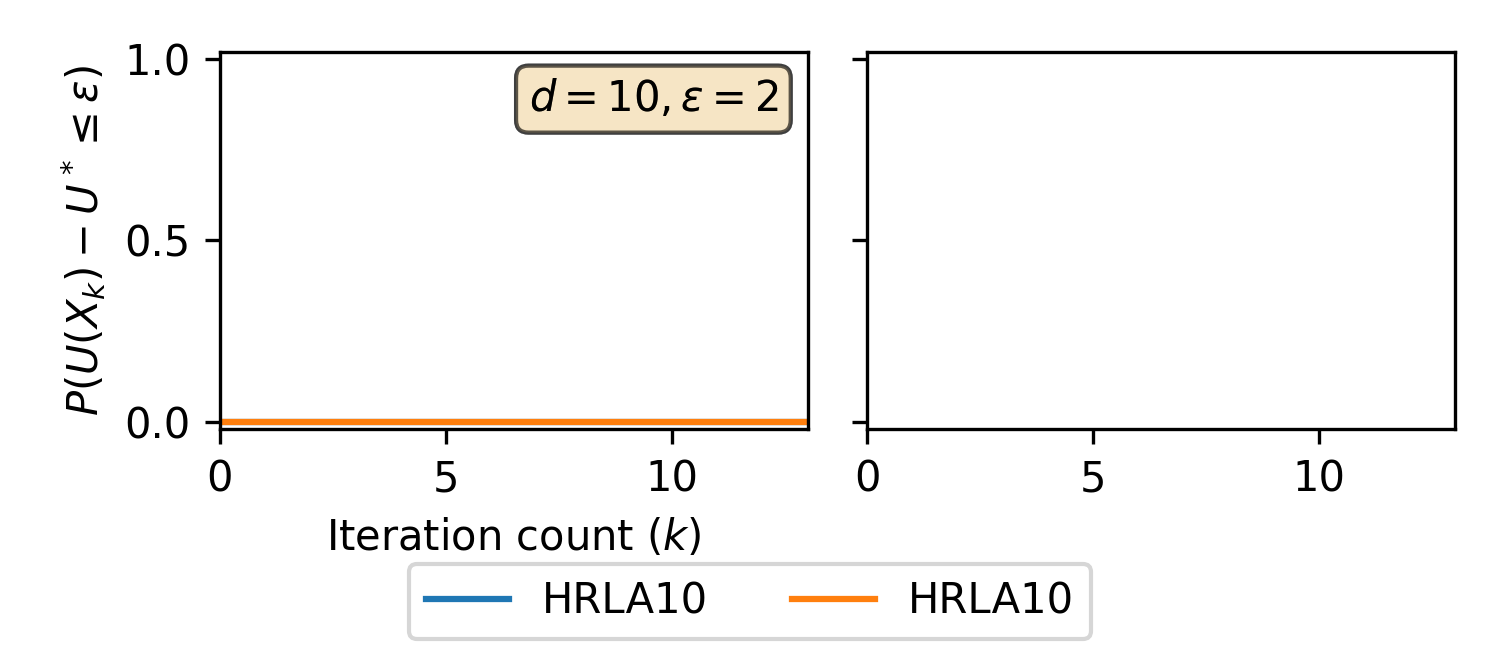 P(U(X_k) − U* ≤ ε)
1.0
0.5
0.0
d = 10, ε = 2
0 5 10
0 5 10
Iteration count (k)
HRLA10 HRLA10